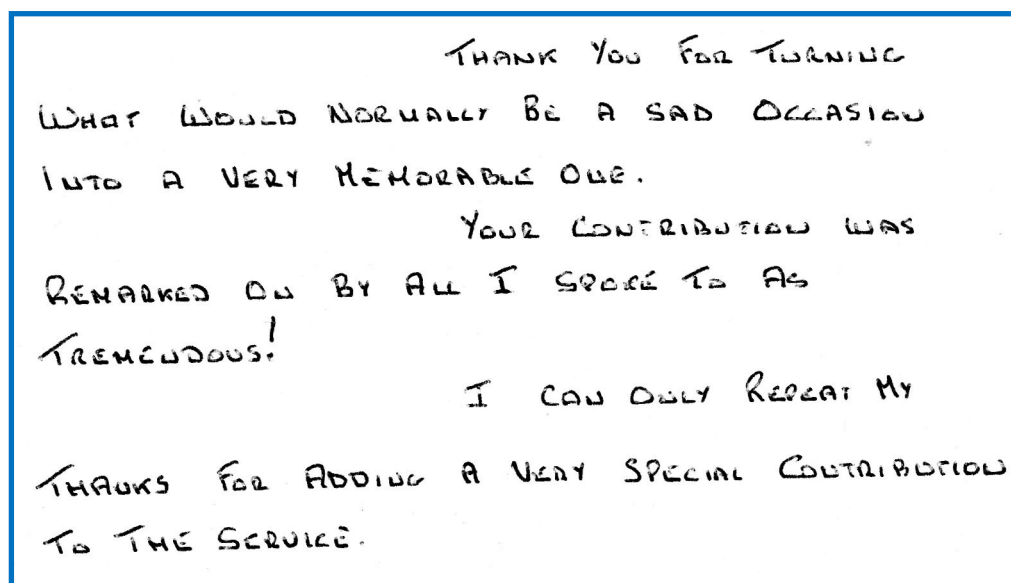 THANK YOU FOR TURNING
WHAT WOULD NORMALLY BE A SAD OCCASION
INTO A VERY MEMORABLE ONE.
YOUR CONTRIBUTION WAS
REMARKED ON BY ALL I SPOKE TO AS
TREMENDOUS!
I CAN ONLY REPEAT MY
THANKS FOR ADDING A VERY SPECIAL CONTRIBUTION
TO THE SERVICE.